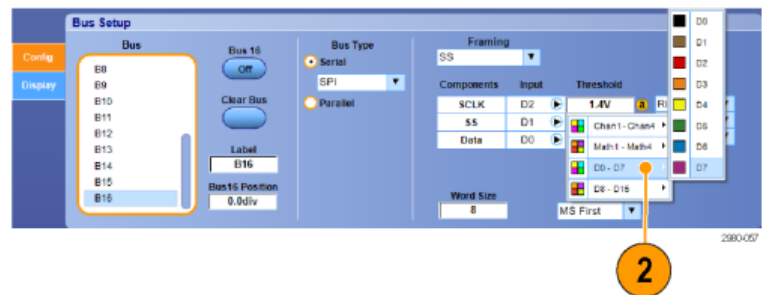 Bus Setup
Config
Display
Bus
B8
B9
B10
B11
B12
B13
B14
B15
B16
Bus 16
Off
Clear Bus
Label
B16
Bus16 Position
0.0div
Bus Type
Serial
SPI
Parallel
Framing
SS
Components Input Threshold
SCLK D2 1.4V a
SS D1
Data D0
Word Size
8
MS First
Chan1 - Chan4
Math1 - Math4
D0 - D7
D8 - D15
D0
D1
D2
D3
D4
D5
D6
D7
2
2980-057